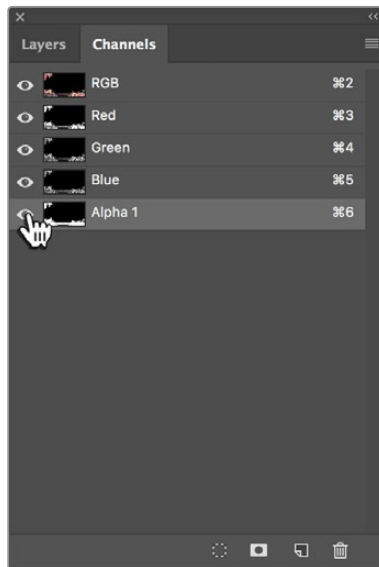 Layers Channels
RGB ⌘2
Red ⌘3
Green ⌘4
Blue ⌘5
Alpha 1 ⌘6